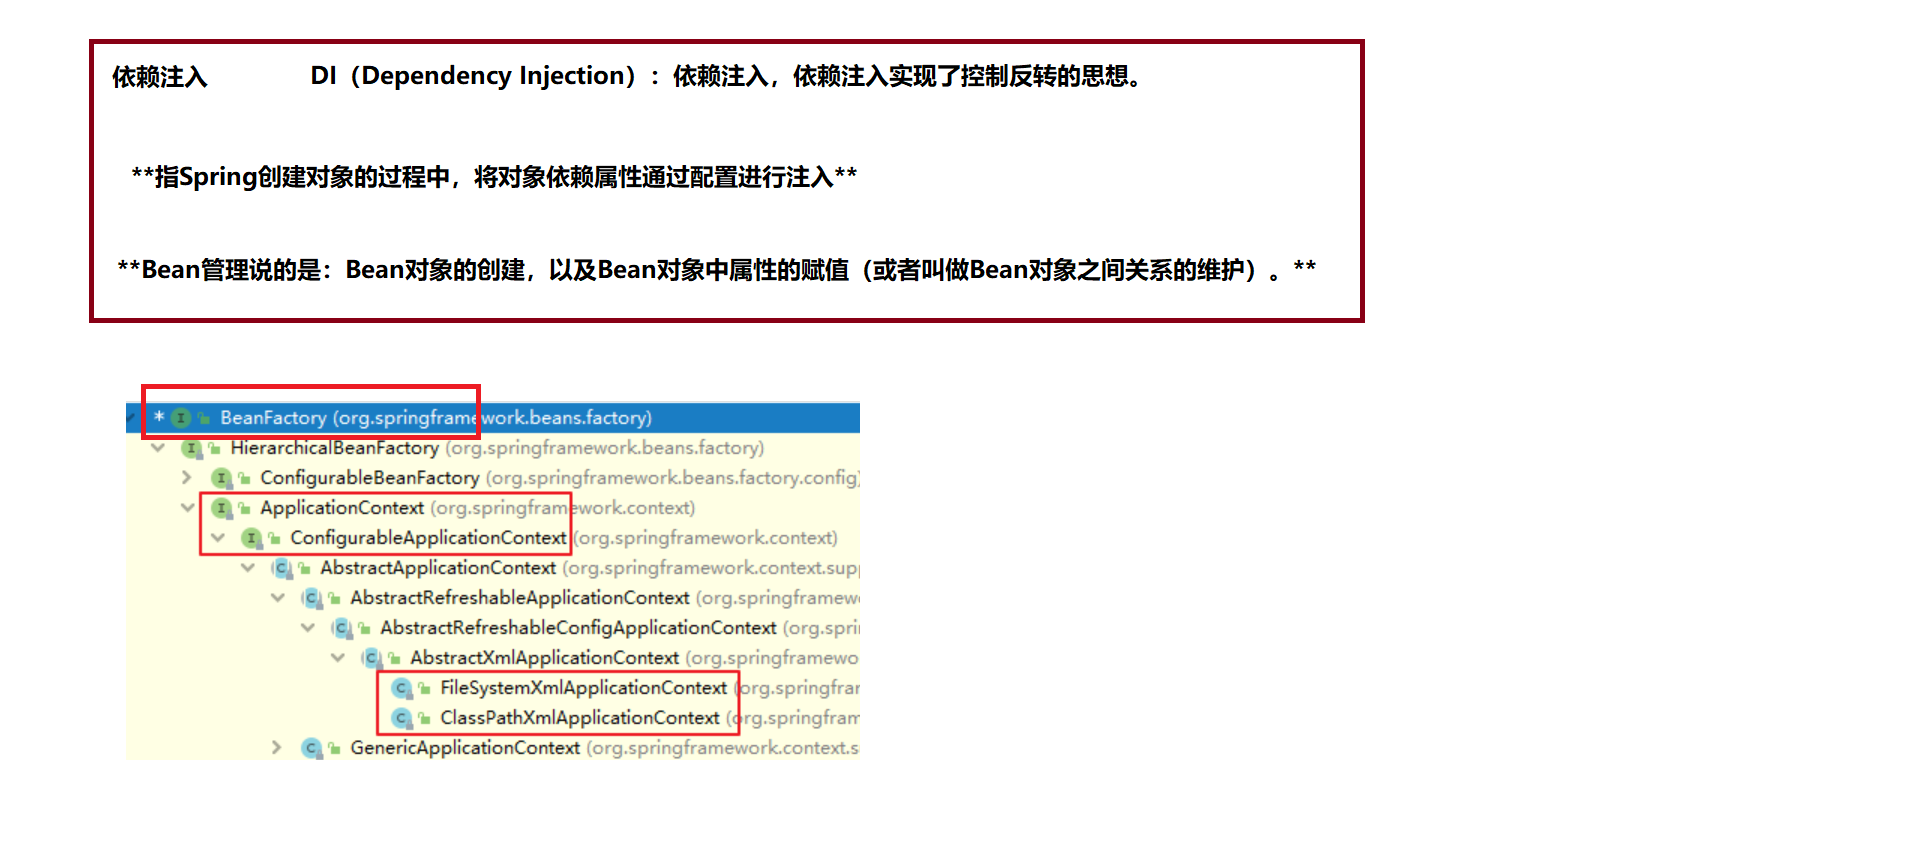 依赖注入 DI（Dependency Injection）：依赖注入，依赖注入实现了控制反转的思想。
**指Spring创建对象的过程中，将对象依赖属性通过配置进行注入**
**Bean管理说的是：Bean对象的创建，以及Bean对象中属性的赋值（或者叫做Bean对象之间关系的维护）。**
* I BeanFactory (org.springframework.beans.factory)
I HierarchicalBeanFactory (org.springframework.beans.factory)
I ConfigurableBeanFactory (org.springframework.beans.factory.config)
I ApplicationContext (org.springframework.context)
I ConfigurableApplicationContext (org.springframework.context)
C AbstractApplicationContext (org.springframework.context.supp
C AbstractRefreshableApplicationContext (org.springframew
C AbstractRefreshableConfigApplicationContext (org.spri
C AbstractXmlApplicationContext (org.springframewo
C FileSystemXmlApplicationContext (org.springfra
C ClassPathXmlApplicationContext (org.springfram
C GenericApplicationContext (org.springframework.context.s